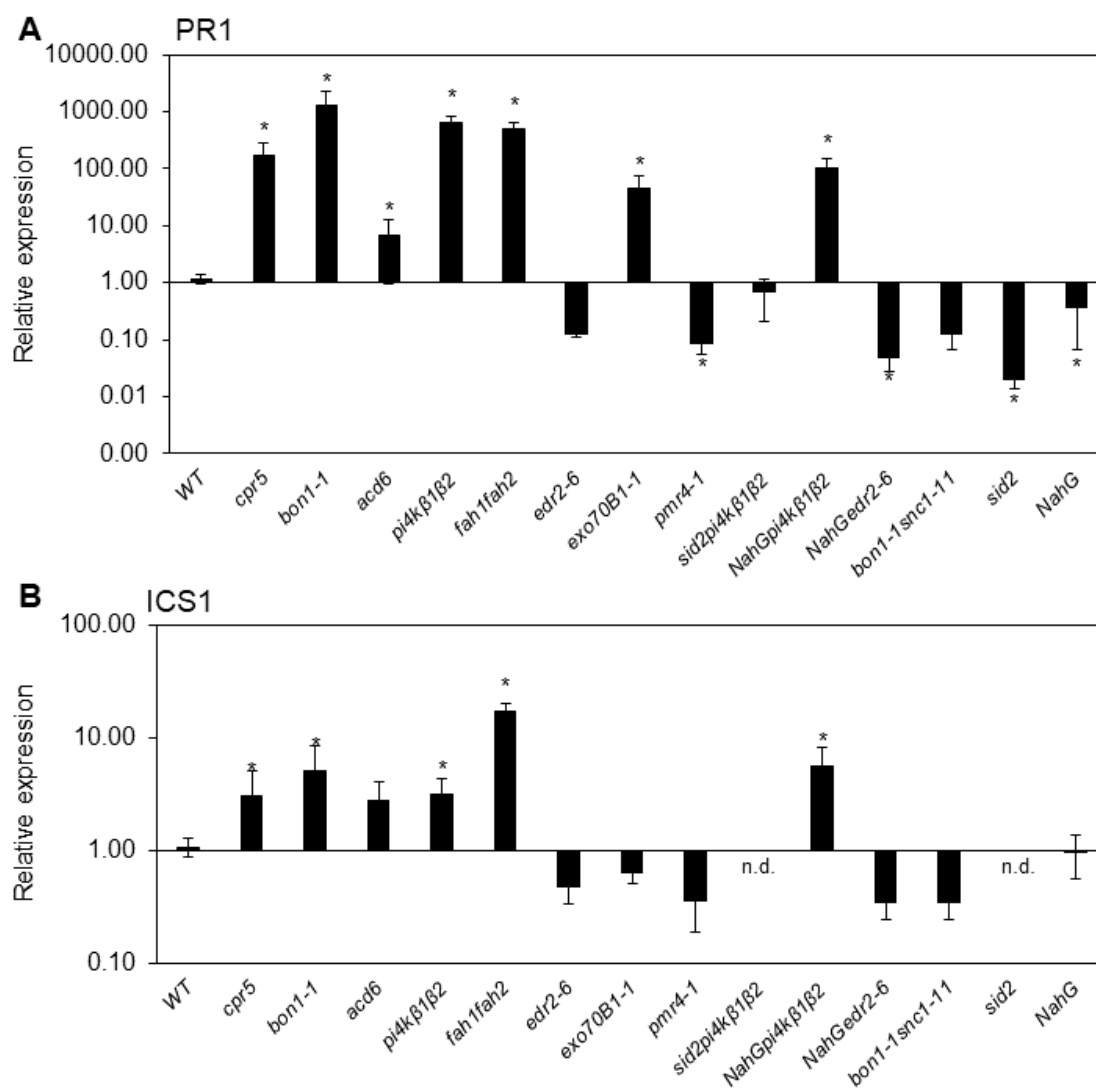 A PR1
10000.00
1000.00
100.00
10.00
1.00
0.10
0.01
0.00
Relative expression
* * * * * * * * * * *
WT cpr5 bon1-1 acd6 pi4kβ1β2 fah1fah2 edr2-6 exo70B1-1 pmr4-1 sid2pi4kβ1β2 NahGpi4kβ1β2 NahGedr2-6 bon1-1snc1-11 sid2 NahG
B ICS1
100.00
10.00
1.00
0.10
Relative expression
* * * * *
n.d. n.d.
WT cpr5 bon1-1 acd6 pi4kβ1β2 fah1fah2 edr2-6 exo70B1-1 pmr4-1 sid2pi4kβ1β2 NahGpi4kβ1β2 NahGedr2-6 bon1-1snc1-11 sid2 NahG